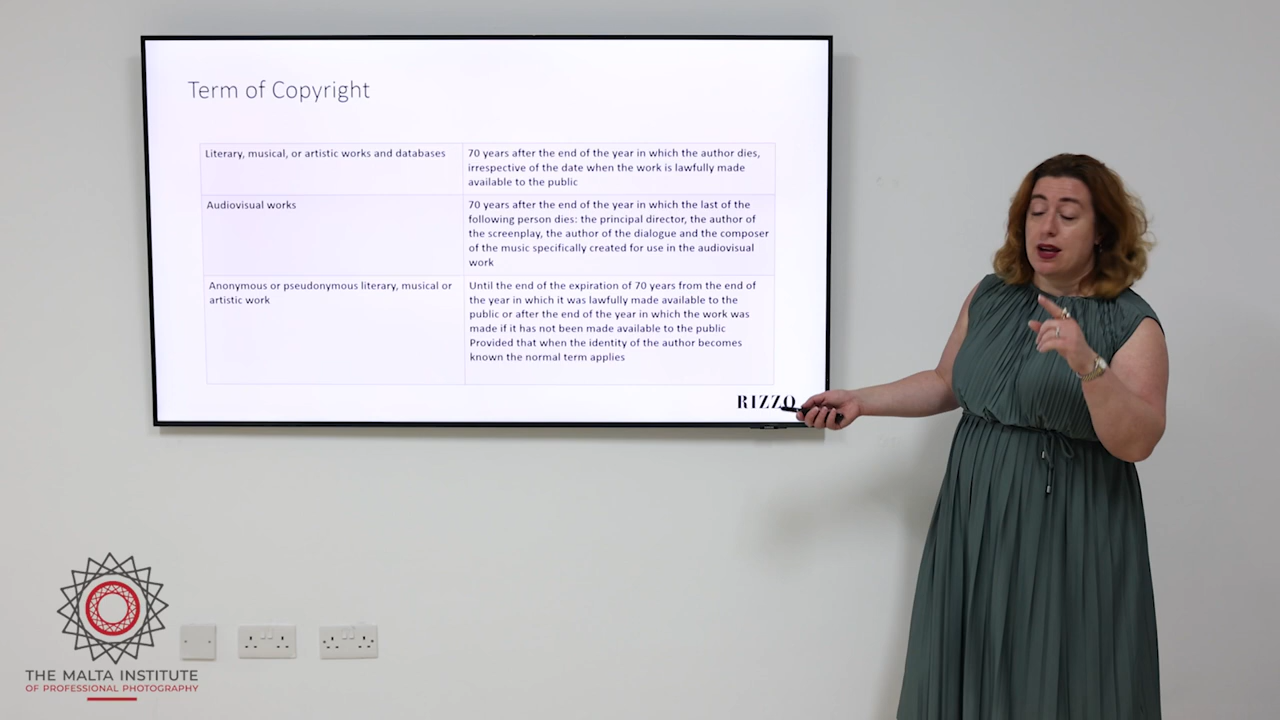 Term of Copyright
Literary, musical, or artistic works and databases
70 years after the end of the year in which the author dies,
irrespective of the date when the work is lawfully made
available to the public
Audiovisual works
70 years after the end of the year in which the last of the
following person dies: the principal director, the author of
the screenplay, the author of the dialogue and the composer
of the music specifically created for use in the audiovisual
work
Anonymous or pseudonymous literary, musical or
artistic work
Until the end of the expiration of 70 years from the end of
the year in which it was lawfully made available to the
public or after the end of the year in which the work was
made if it has not been made available to the public
Provided that when the identity of the author becomes
known the normal term applies
RIZZO
THE MALTA INSTITUTE
OF PROFESSIONAL PHOTOGRAPHY